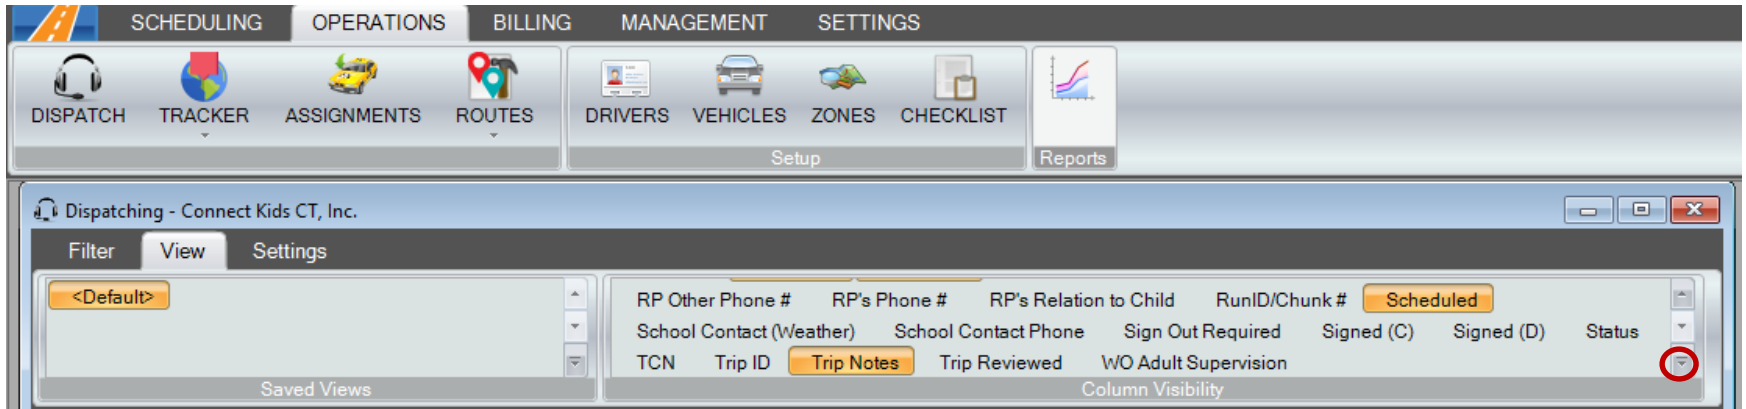 SCHEDULING OPERATIONS BILLING MANAGEMENT SETTINGS
DISPATCH TRACKER ASSIGNMENTS ROUTES DRIVERS VEHICLES ZONES CHECKLIST
Setup Reports
Dispatching - Connect Kids CT, Inc.
Filter View Settings
<Default>
RP Other Phone # RP's Phone # RP's Relation to Child RunID/Chunk # Scheduled
School Contact (Weather) School Contact Phone Sign Out Required Signed (C) Signed (D) Status
TCN Trip ID Trip Notes Trip Reviewed WO Adult Supervision
Saved Views Column Visibility